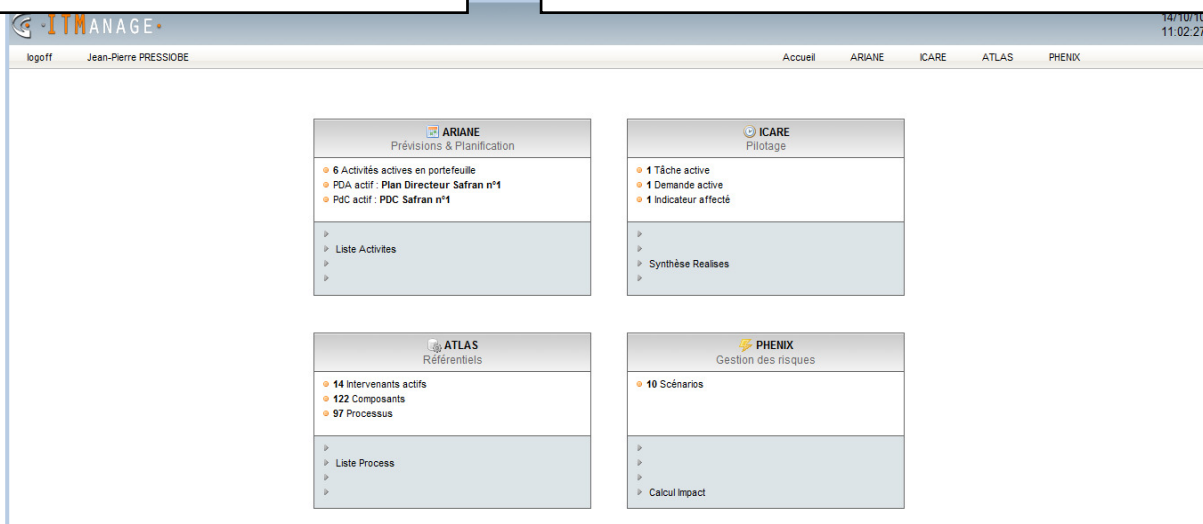 ITMANAGE
14/10/10
11:02:27
logoff Jean-Pierre PRESSIOBE Accueil ARIANE ICARE ATLAS PHENIX
ARIANE
Prévisions & Planification
6 Activités actives en portefeuille
PDA actif : Plan Directeur Safran n°1
PdC actif : PDC Safran n°1
Liste Activites
ICARE
Pilotage
1 Tâche active
1 Demande active
1 Indicateur affecté
Synthèse Realises
ATLAS
Référentiels
14 Intervenants actifs
122 Composants
97 Processus
Liste Process
PHENIX
Gestion des risques
10 Scénarios
Calcul Impact